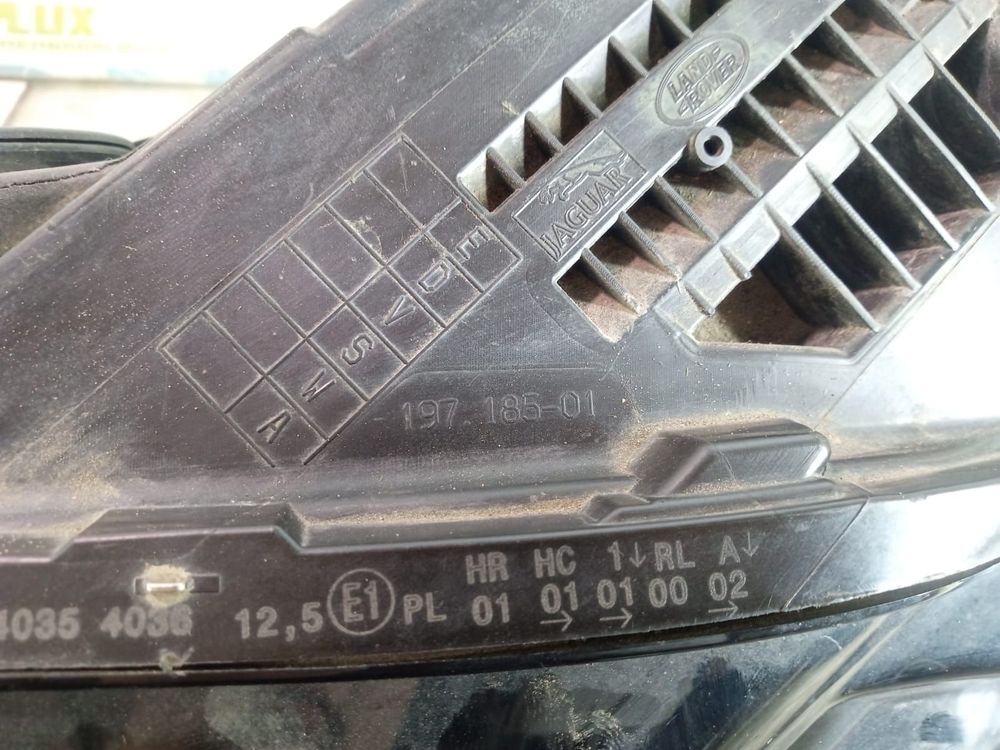 LUX
LAND-
-ROVER
JAGUAR
E
D
V
S
W
A
197.185-01
HR HC 1↓ RL A↓
4035 4036 12,5 E1 PL 01 01 01 00 02
→ → →